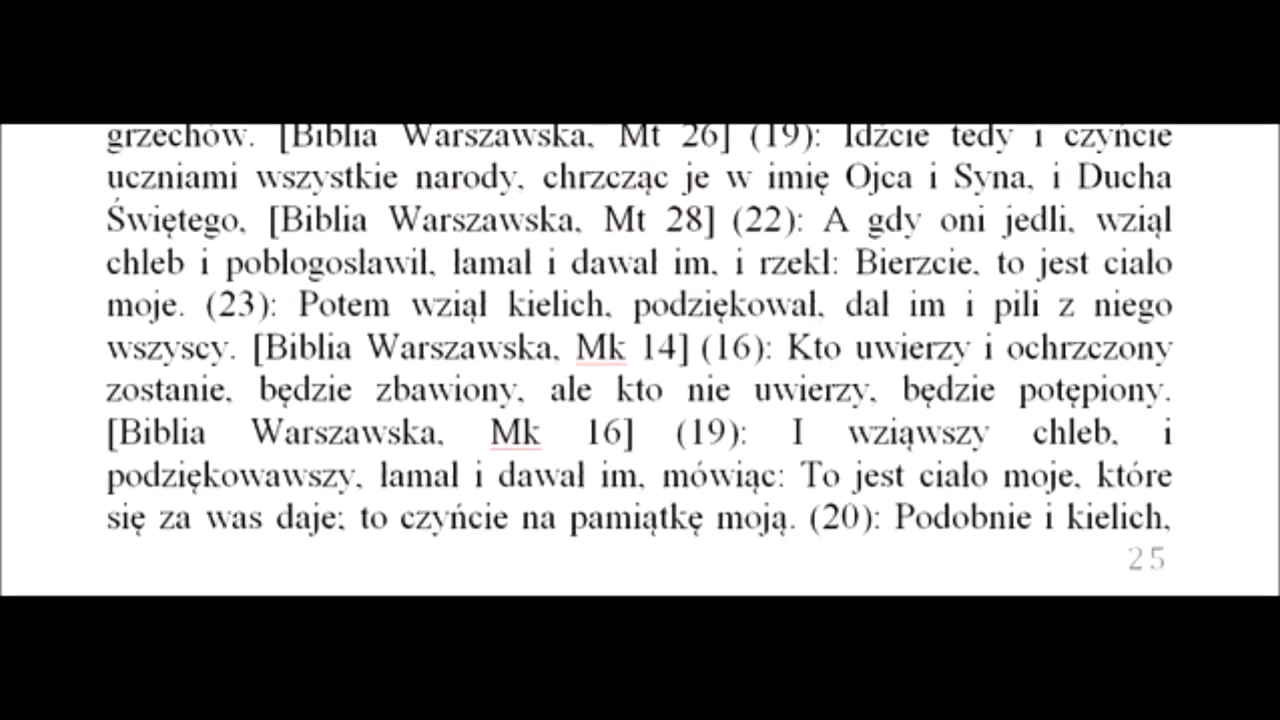 grzechów. [Biblia Warszawska, Mt 26] (19): Idźcie tedy i czyńcie
uczniami wszystkie narody, chrzcząc je w imię Ojca i Syna, i Ducha
Świętego, [Biblia Warszawska, Mt 28] (22): A gdy oni jedli, wziął
chleb i pobłogosławił, łamał i dawał im, i rzekł: Bierzcie, to jest ciało
moje. (23): Potem wziął kielich, podziękował, dał im i pili z niego
wszyscy. [Biblia Warszawska, Mk 14] (16): Kto uwierzy i ochrzczony
zostanie, będzie zbawiony, ale kto nie uwierzy, będzie potępiony.
[Biblia Warszawska, Mk 16] (19): I wziąwszy chleb, i
podziękowawszy, łamał i dawał im, mówiąc: To jest ciało moje, które
się za was daje; to czyńcie na pamiątkę moją. (20): Podobnie i kielich,
25